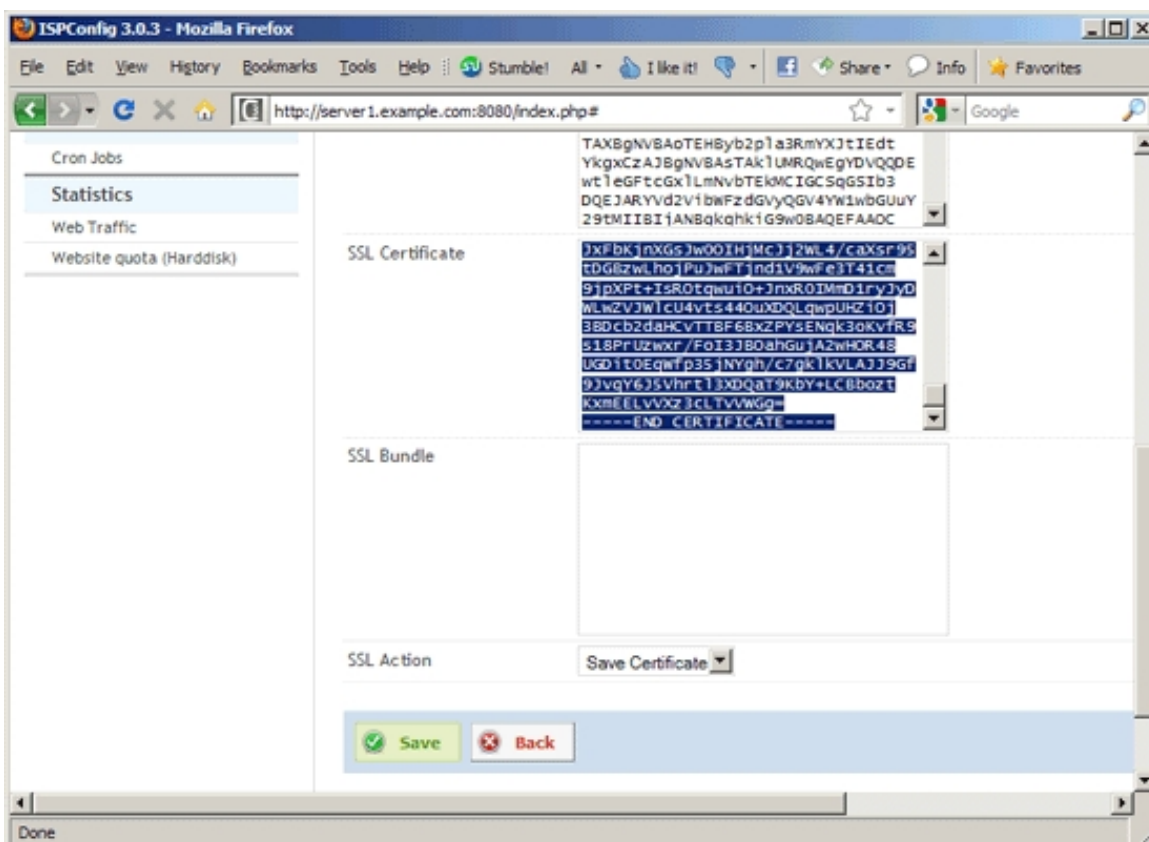 ISPConfig 3.0.3 - Mozilla Firefox
File Edit View History Bookmarks Tools Help Stumble! All I like it! Share Info Favorites
http://server1.example.com:8080/index.php# Google
Cron Jobs
Statistics
Web Traffic
Website quota (Harddisk)
TAXBgNVBAoTEHByb2pla3RmYXJtIEdt
YkgxCzAJBgNVBAsTAklUMRQwEgYDVQQDE
wtleGFtcGxlLmNvbTEkMCIGCSqGSIb3
DQEJARYVd2VibWFzdGVyQGV4YW1wbGUuY
29tMIIBIjANBgkqhkiG9w0BAQEFAAOC
SSL Certificate
-----END CERTIFICATE-----
SSL Bundle
SSL Action
Save Certificate
Save Back
Done